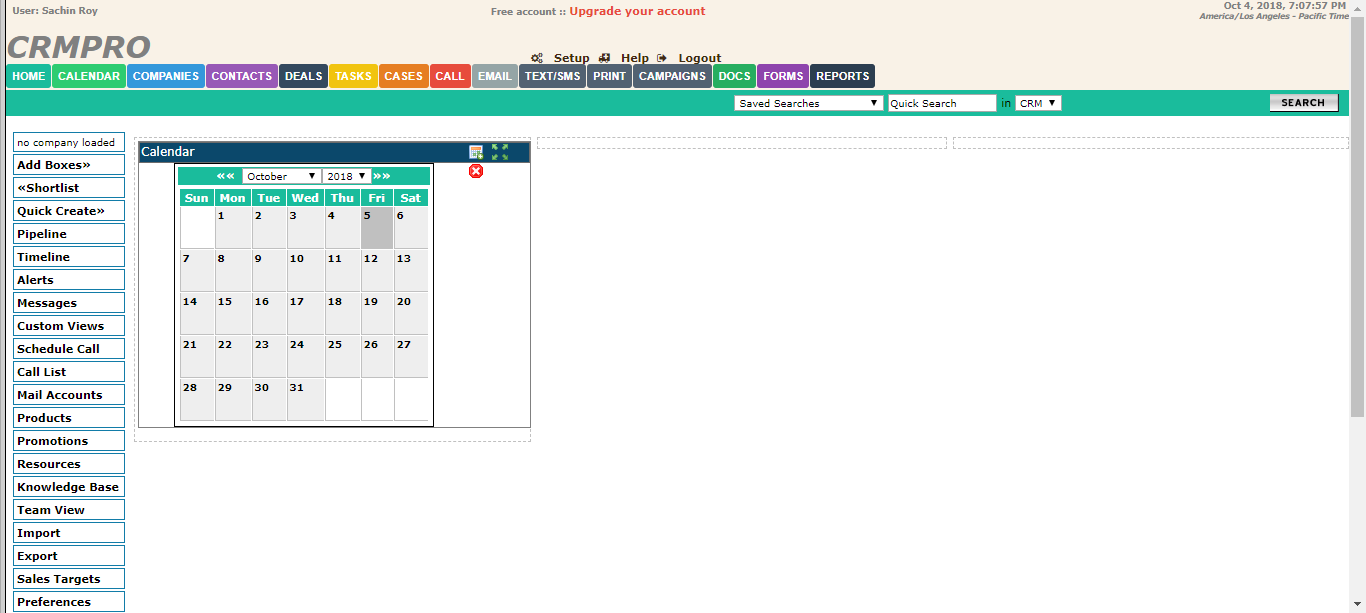 User: Sachin Roy
Free account :: Upgrade your account
Oct 4, 2018, 7:07:57 PM
America/Los Angeles - Pacific Time
CRMPRO
Setup Help Logout
HOME CALENDAR COMPANIES CONTACTS DEALS TASKS CASES CALL EMAIL TEXT/SMS PRINT CAMPAIGNS DOCS FORMS REPORTS
Saved Searches Quick Search in CRM SEARCH
no company loaded
Add Boxes»
«Shortlist
Quick Create»
Pipeline
Timeline
Alerts
Messages
Custom Views
Schedule Call
Call List
Mail Accounts
Products
Promotions
Resources
Knowledge Base
Team View
Import
Export
Sales Targets
Preferences
Calendar
«« October 2018 »»
Sun Mon Tue Wed Thu Fri Sat
1 2 3 4 5 6
7 8 9 10 11 12 13
14 15 16 17 18 19 20
21 22 23 24 25 26 27
28 29 30 31